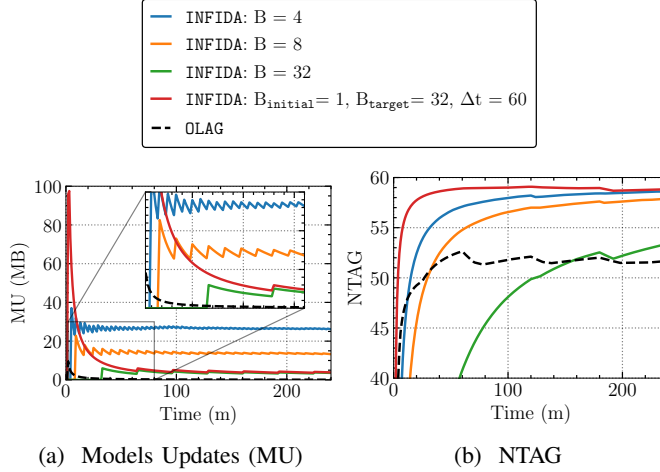 INFIDA: B = 4
INFIDA: B = 8
INFIDA: B = 32
INFIDA: B_initial = 1, B_target = 32, Δt = 60
OLAG
100
80
60
40
20
0
MU (MB)
0 100 200
Time (m)
(a) Models Updates (MU)
60
55
50
45
40
NTAG
0 100 200
Time (m)
(b) NTAG